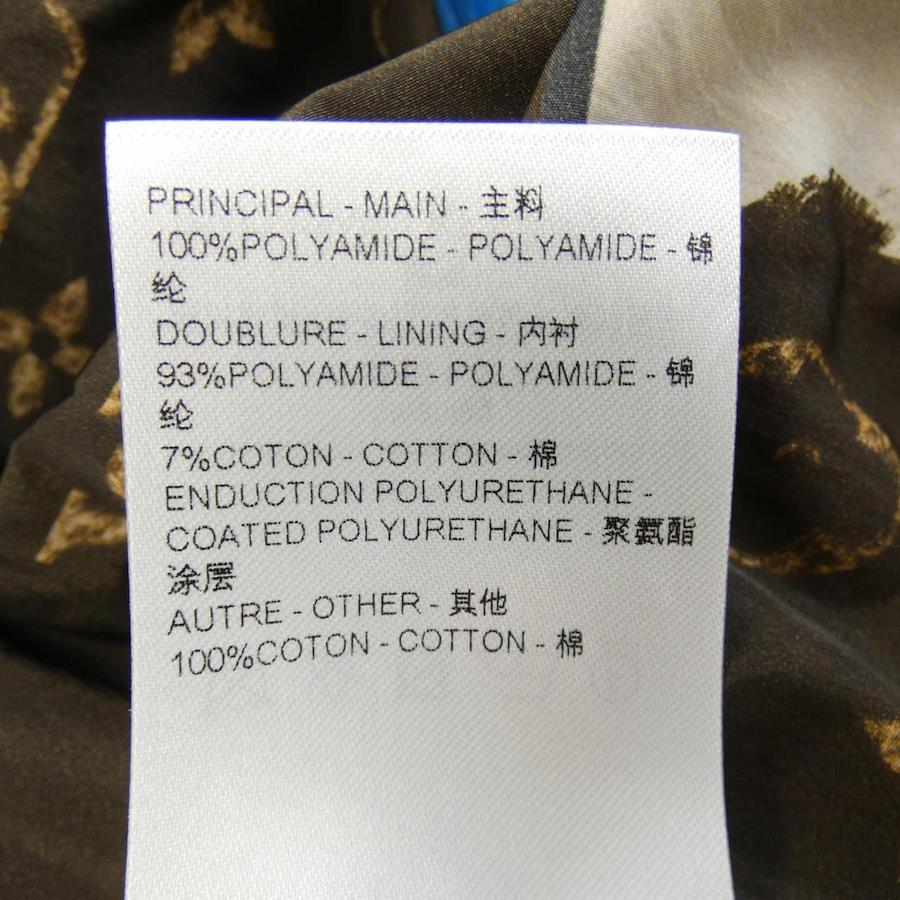 PRINCIPAL - MAIN - 主料
100%POLYAMIDE - POLYAMIDE - 锦
纶
DOUBLURE - LINING - 内衬
93%POLYAMIDE - POLYAMIDE - 锦
纶
7%COTON - COTTON - 棉
ENDUCTION POLYURETHANE -
COATED POLYURETHANE - 聚氨酯
涂层
AUTRE - OTHER - 其他
100%COTON - COTTON - 棉